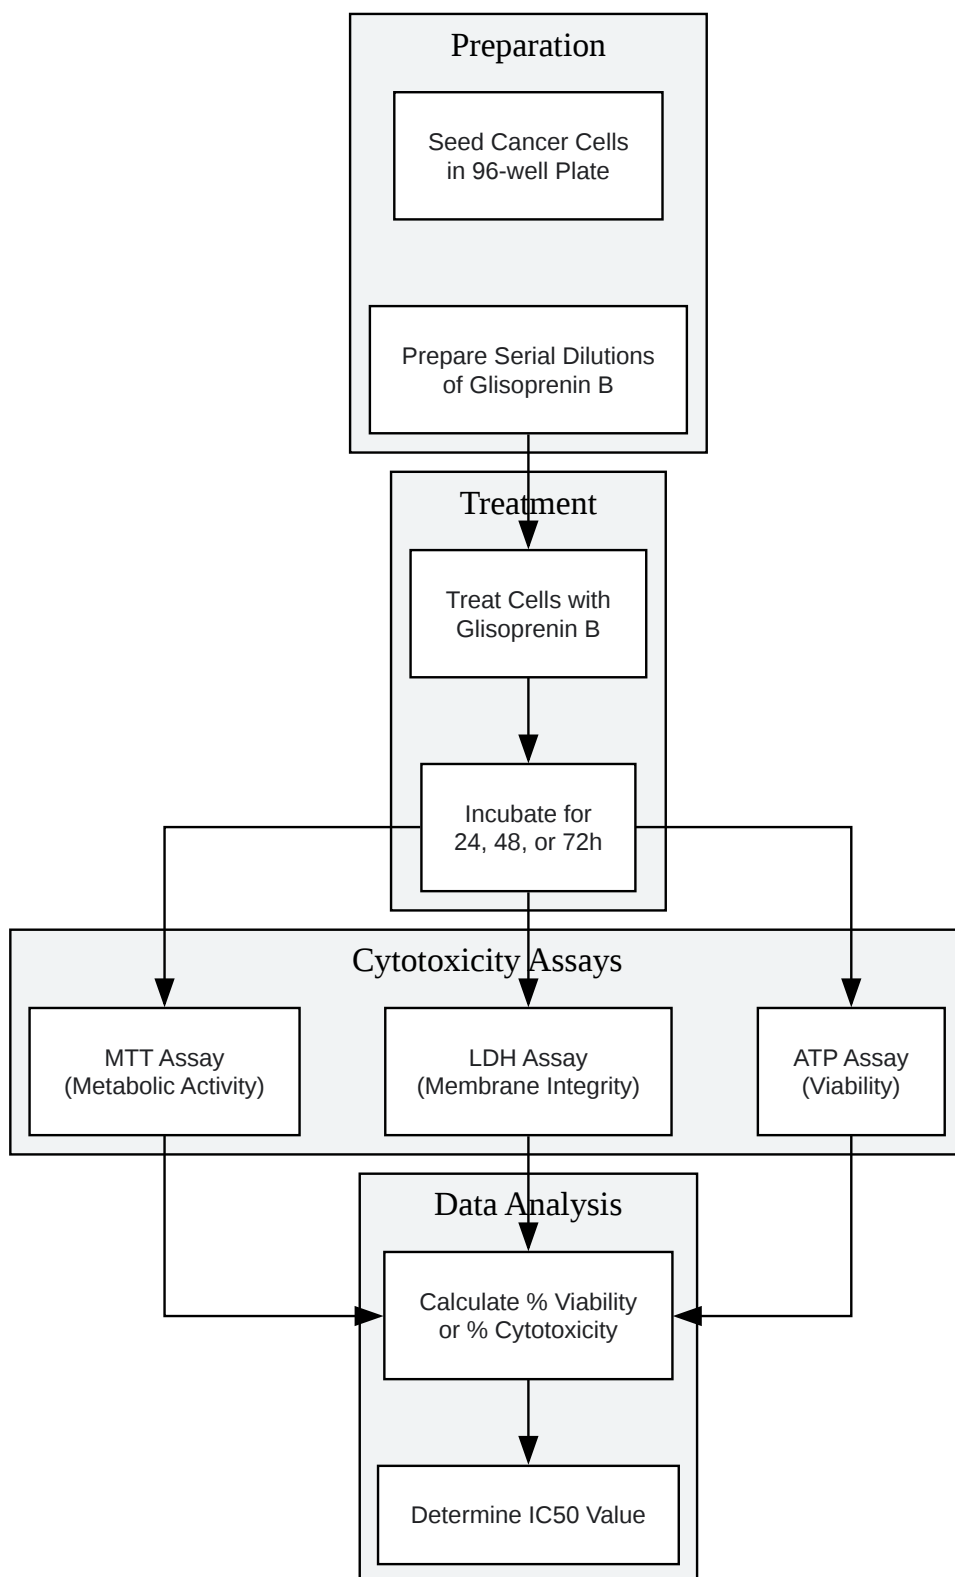 Preparation
Seed Cancer Cells
in 96-well Plate
Prepare Serial Dilutions
of Glisoprenin B
Treatment
Treat Cells with
Glisoprenin B
Incubate for
24, 48, or 72h
Cytotoxicity Assays
MTT Assay
(Metabolic Activity)
LDH Assay
(Membrane Integrity)
ATP Assay
(Viability)
Data Analysis
Calculate % Viability
or % Cytotoxicity
Determine IC50 Value